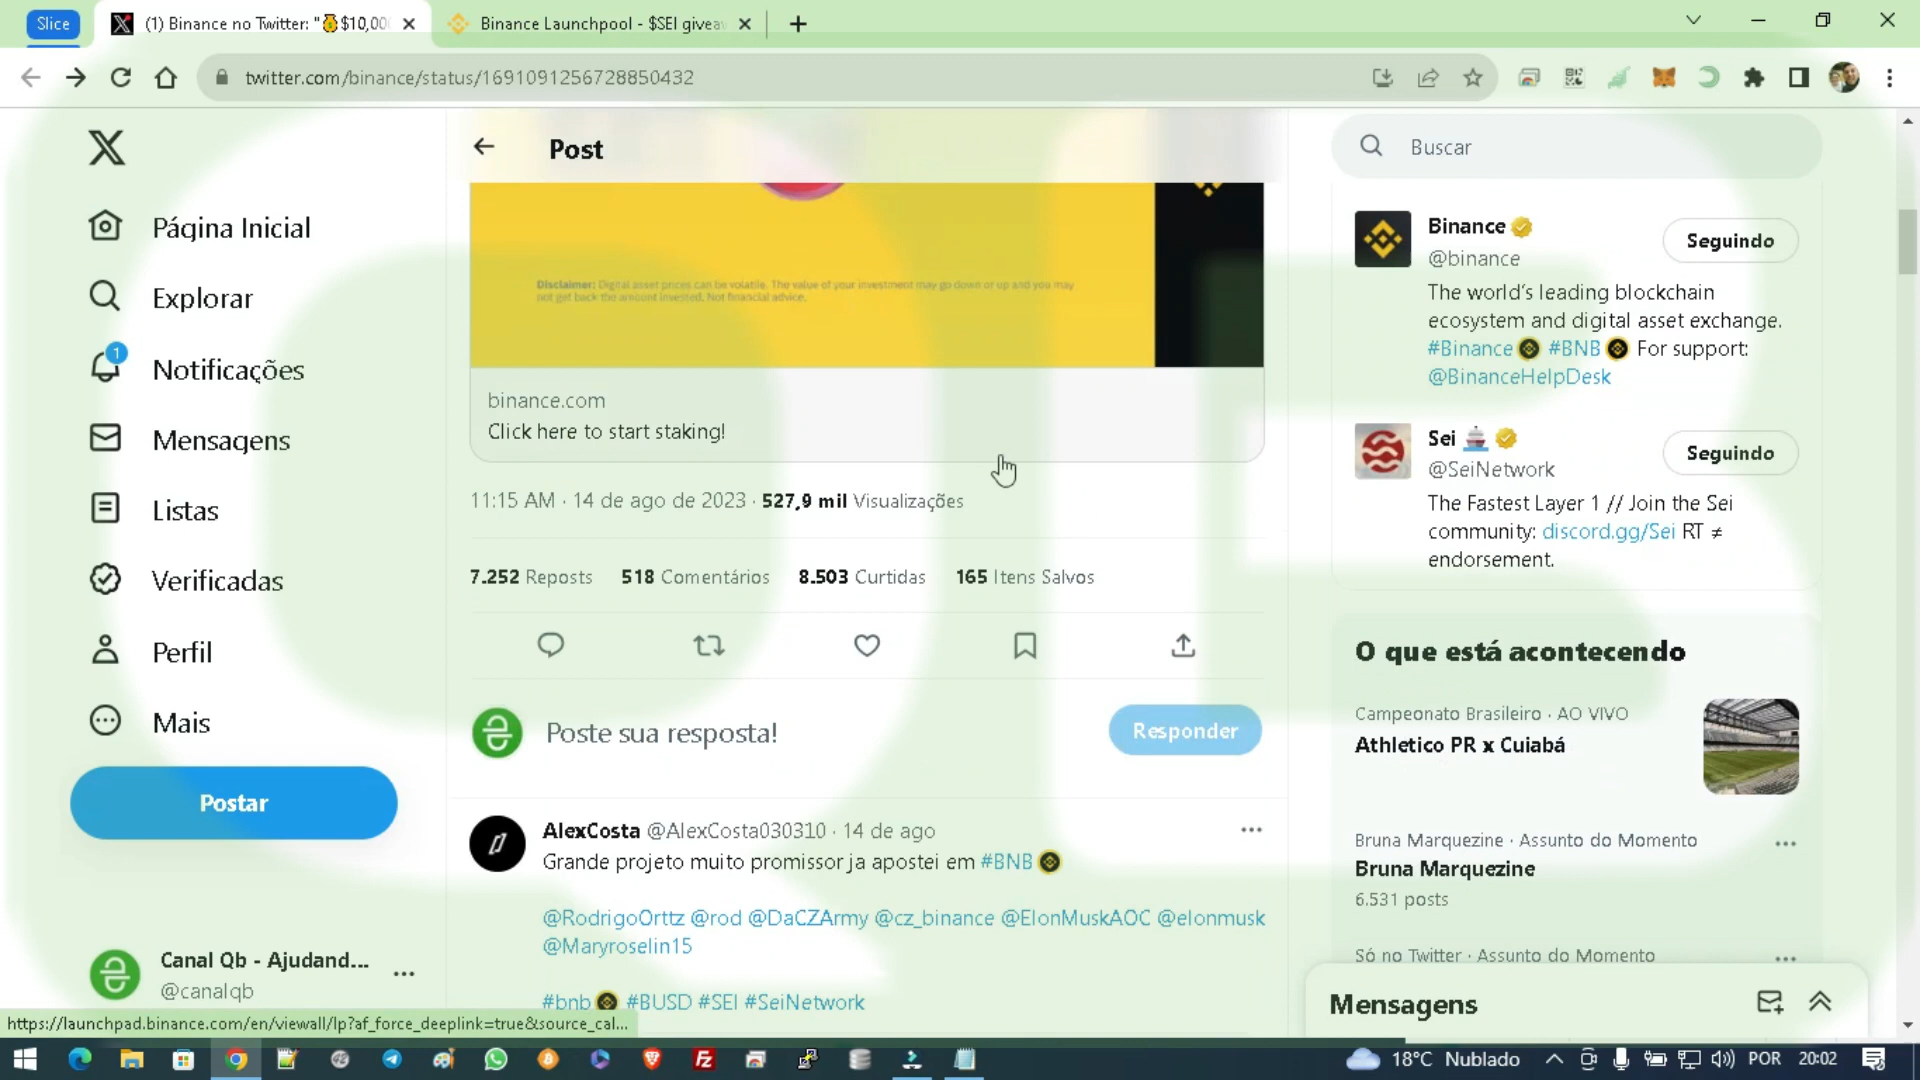 Slice
(1) Binance no Twitter: "💰$10,00
Binance Launchpool - $SEI givea
twitter.com/binance/status/1691091256728850432
Post
Buscar
Página Inicial
Explorar
1
Notificações
Mensagens
Listas
Verificadas
Perfil
Mais
Postar
Canal Qb - Ajudand...
@canalqb
Disclaimer: Digital asset prices can be volatile. The value of your investment may go down or up and you may
not get back the amount invested. Not financial advice.
binance.com
Click here to start staking!
11:15 AM · 14 de ago de 2023 · 527,9 mil Visualizações
7.252 Reposts 518 Comentários 8.503 Curtidas 165 Itens Salvos
Poste sua resposta!
Responder
AlexCosta @AlexCosta030310 · 14 de ago
Grande projeto muito promissor ja apostei em #BNB
@RodrigoOrttz @rod @DaCZArmy @cz_binance @ElonMuskAOC @elonmusk
@Maryroselin15
#bnb #BUSD #SEI #SeiNetwork
Binance
@binance
Seguindo
The world's leading blockchain
ecosystem and digital asset exchange.
#Binance #BNB For support:
@BinanceHelpDesk
Sei 🚢
@SeiNetwork
Seguindo
The Fastest Layer 1 // Join the Sei
community: discord.gg/Sei RT ≠
endorsement.
O que está acontecendo
Campeonato Brasileiro · AO VIVO
Athletico PR x Cuiabá
Bruna Marquezine · Assunto do Momento
Bruna Marquezine
6.531 posts
Só no Twitter · Assunto do Momento
Mensagens
https://launchpad.binance.com/en/viewall/lp?af_force_deeplink=true&source_cal...
18°C Nublado
POR
20:02